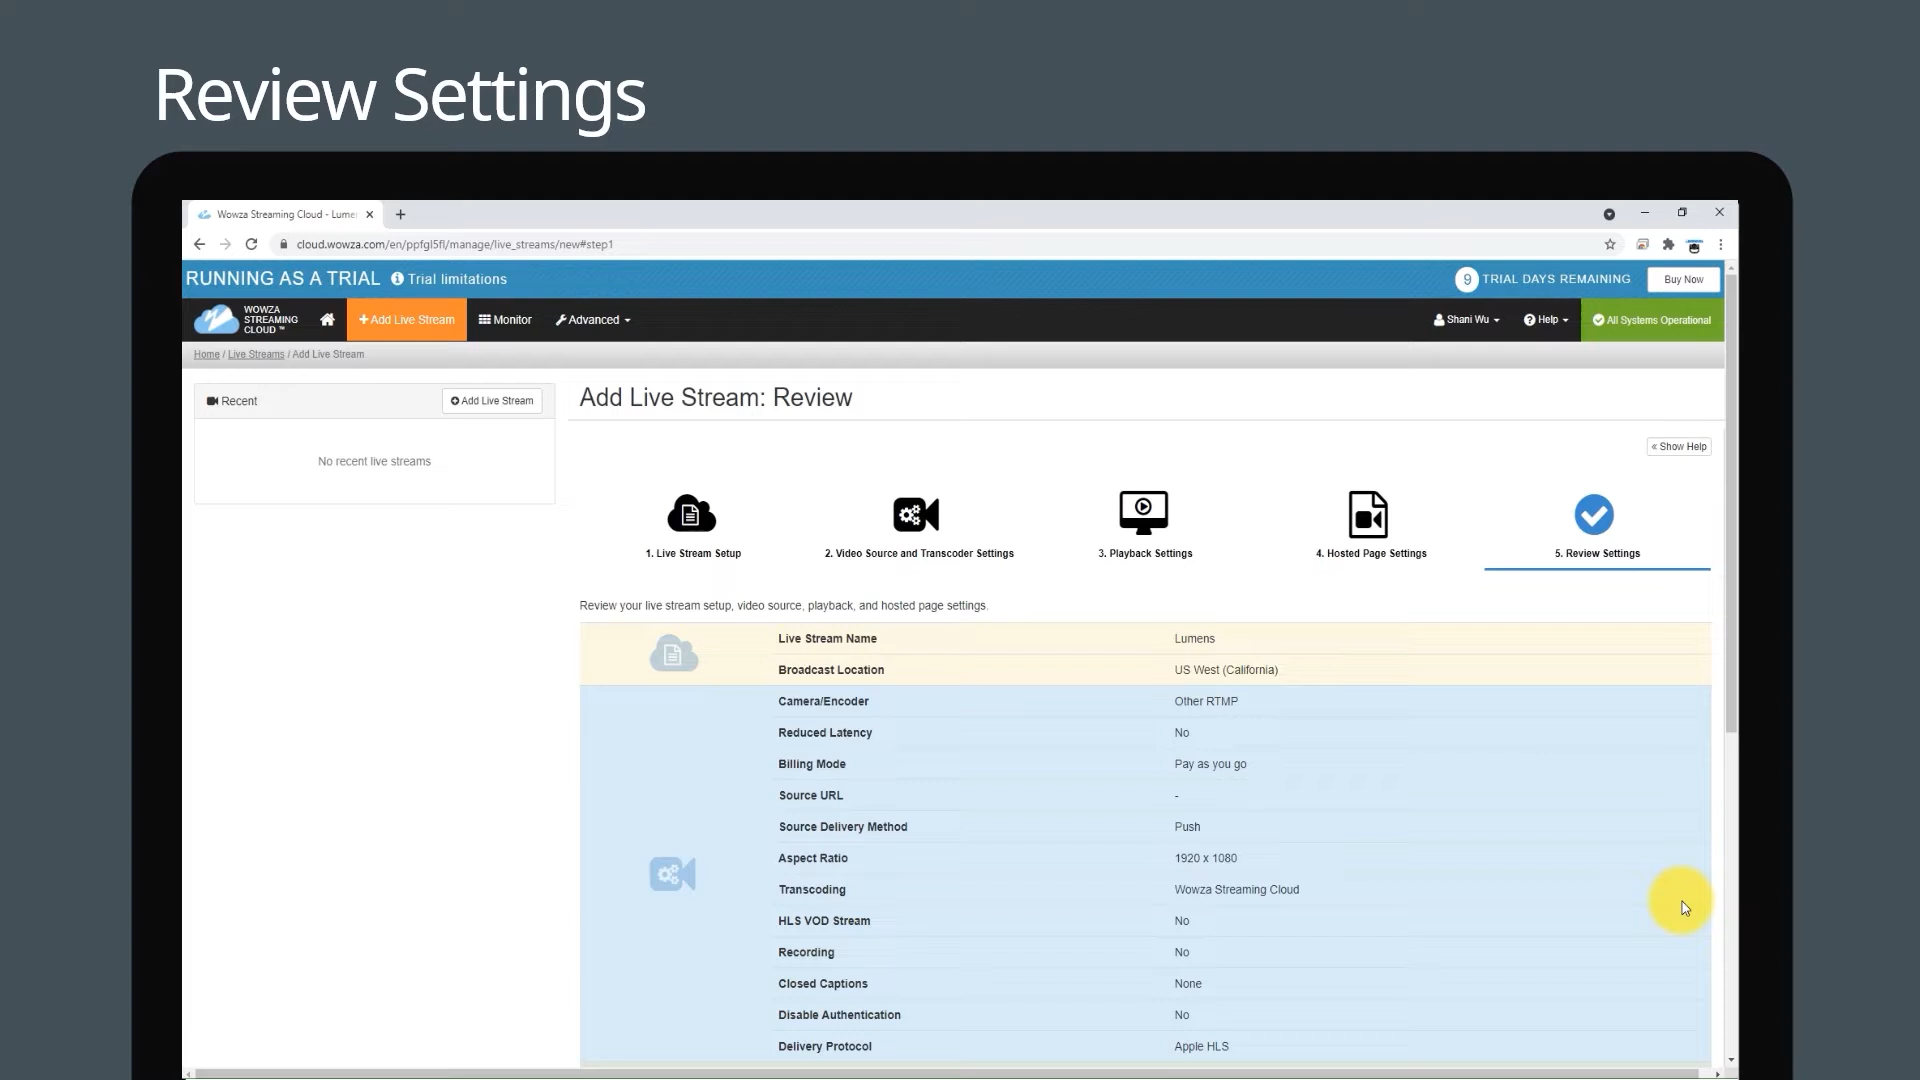 Review Settings
Wowza Streaming Cloud - Lume
cloud.wowza.com/en/ppfgl5fl/manage/live_streams/new#step1
RUNNING AS A TRIAL Trial limitations
9 TRIAL DAYS REMAINING Buy Now
WOWZA
STREAMING
CLOUD ™
+Add Live Stream Monitor Advanced
Shani Wu Help All Systems Operational
Home / Live Streams / Add Live Stream
Recent Add Live Stream
No recent live streams
Add Live Stream: Review
« Show Help
1. Live Stream Setup 2. Video Source and Transcoder Settings 3. Playback Settings 4. Hosted Page Settings 5. Review Settings
Review your live stream setup, video source, playback, and hosted page settings.
Live Stream Name Lumens
Broadcast Location US West (California)
Camera/Encoder Other RTMP
Reduced Latency No
Billing Mode Pay as you go
Source URL -
Source Delivery Method Push
Aspect Ratio 1920 x 1080
Transcoding Wowza Streaming Cloud
HLS VOD Stream No
Recording No
Closed Captions None
Disable Authentication No
Delivery Protocol Apple HLS